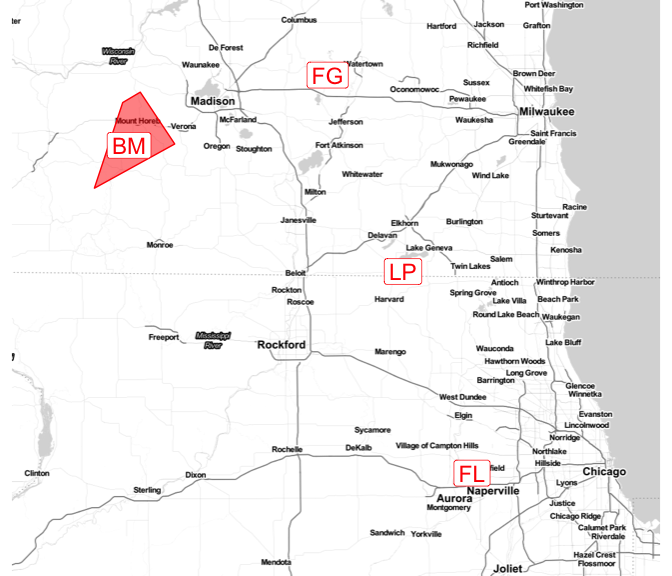 Port Washington
Columbus
Hartford
Jackson
Grafton
ter
De Forest
Richfield
Wisconsin
River
Waunakee
FG
Watertown
Brown Deer
Sussex
Oconomowoc
Whitefish Bay
Pewaukee
Madison
Milwaukee
Mount Horeb
Verona
McFarland
Jefferson
Waukesha
Saint Francis
Greendale
BM
Oregon
Stoughton
Fort Atkinson
Mukwonago
Whitewater
Wind Lake
Milton
Racine
Sturtevant
Janesville
Elkhorn
Burlington
Delavan
Somers
Monroe
Lake Geneva
Kenosha
Salem
Twin Lakes
LP
Beloit
Antioch
Winthrop Harbor
Rockton
Roscoe
Harvard
Spring Grove
Lake Villa
Beach Park
Round Lake Beach
Waukegan
Freeport
Mississippi
River
Rockford
Lake Bluff
Marengo
Wauconda
Hawthorn Woods
Long Grove
Barrington
Glencoe
Winnetka
West Dundee
Elgin
Evanston
Lincolnwood
Sycamore
Norridge
Rochelle
DeKalb
Village of Campton Hills
Northlake
Clinton
Dixon
FL
field
Hillside
Chicago
Sterling
Lyons
Aurora
Naperville
Montgomery
Justice
Chicago Ridge
Calumet Park
Sandwich
Yorkville
Riverdale
Mendota
Hazel Crest
Flossmoor
Joliet